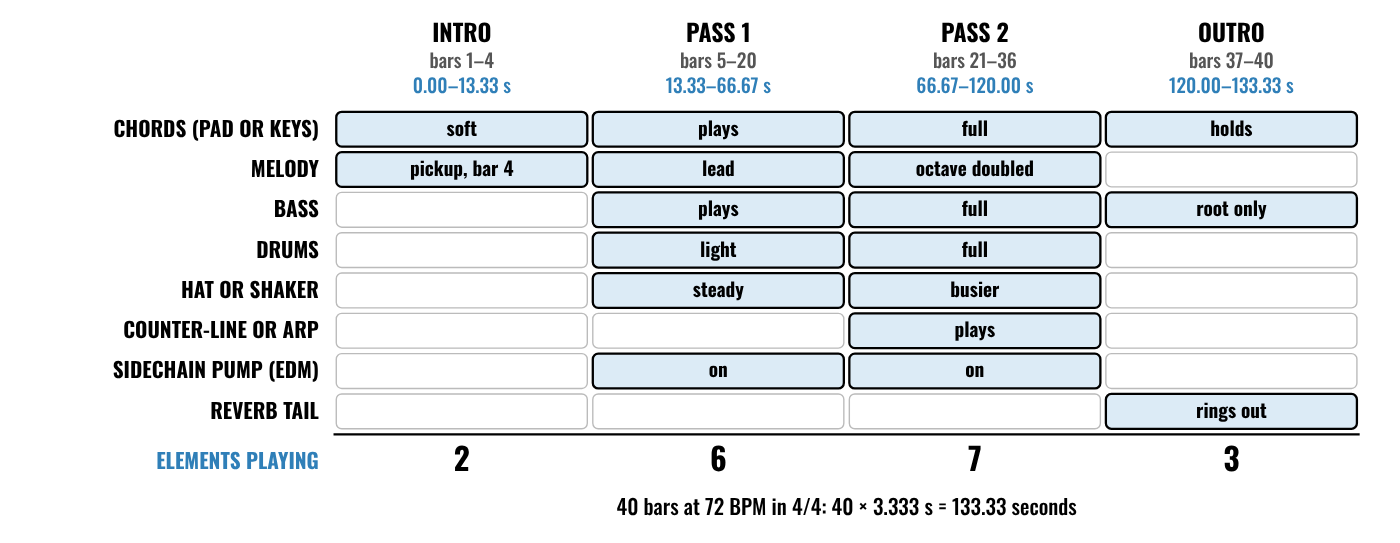 INTRO PASS 1 PASS 2 OUTRO
bars 1–4 bars 5–20 bars 21–36 bars 37–40
0.00–13.33 s 13.33–66.67 s 66.67–120.00 s 120.00–133.33 s
CHORDS (PAD OR KEYS) soft plays full holds
MELODY pickup, bar 4 lead octave doubled
BASS plays full root only
DRUMS light full
HAT OR SHAKER steady busier
COUNTER-LINE OR ARP plays
SIDECHAIN PUMP (EDM) on on
REVERB TAIL rings out
ELEMENTS PLAYING 2 6 7 3
40 bars at 72 BPM in 4/4: 40 × 3.333 s = 133.33 seconds